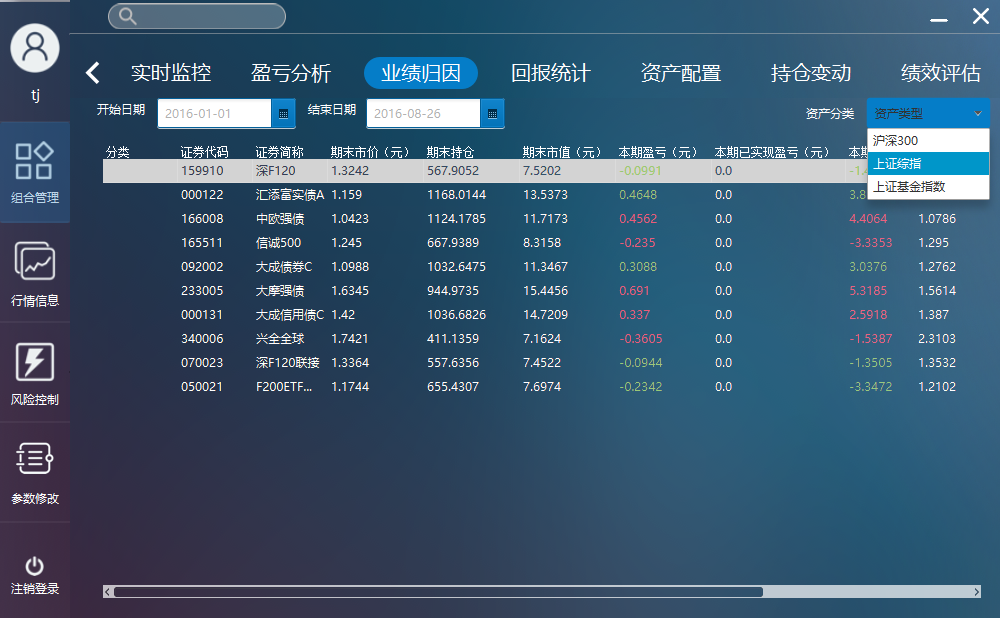 tj
组合管理
行情信息
风险控制
参数修改
注销登录
实时监控 盈亏分析 业绩归因 回报统计 资产配置 持仓变动 绩效评估
开始日期 2016-01-01 结束日期 2016-08-26 资产分类 资产类型
沪深300
上证综指
上证基金指数
分类 证券代码 证券简称 期末市价（元） 期末持仓 期末市值（元） 本期盈亏（元） 本期已实现盈亏（元） 本期
159910 深F120 1.3242 567.9052 7.5202 -0.0991 0.0
000122 汇添富实债A 1.159 1168.0144 13.5373 0.4648 0.0
166008 中欧强债 1.0423 1124.1785 11.7173 0.4562 0.0 4.4064 1.0786
165511 信诚500 1.245 667.9389 8.3158 -0.235 0.0 -3.3353 1.295
092002 大成债券C 1.0988 1032.6475 11.3467 0.3088 0.0 3.0376 1.2762
233005 大摩强债 1.6345 944.9735 15.4456 0.691 0.0 5.3185 1.5614
000131 大成信用债C 1.42 1036.6826 14.7209 0.337 0.0 2.5918 1.387
340006 兴全全球 1.7421 411.1359 7.1624 -0.3605 0.0 -1.5387 2.3103
070023 深F120联接 1.3364 557.6356 7.4522 -0.0944 0.0 -1.3505 1.3532
050021 F200ETF... 1.1744 655.4307 7.6974 -0.2342 0.0 -3.3472 1.2102